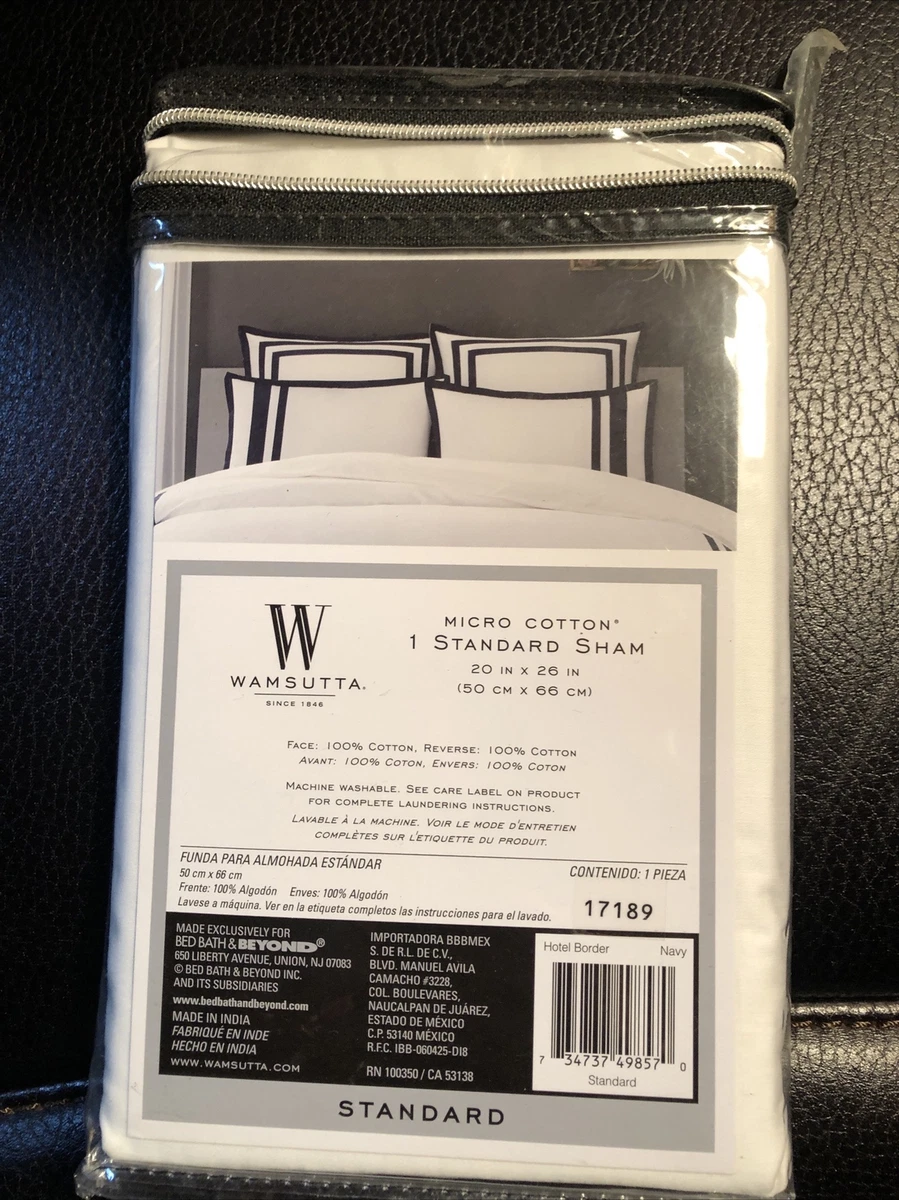 W
WAMSUTTA®
SINCE 1846
MICRO COTTON®
1 STANDARD SHAM
20 IN X 26 IN
(50 CM X 66 CM)
FACE: 100% COTTON, REVERSE: 100% COTTON
AVANT: 100% COTON, ENVERS: 100% COTON
MACHINE WASHABLE. SEE CARE LABEL ON PRODUCT
FOR COMPLETE LAUNDERING INSTRUCTIONS.
LAVABLE À LA MACHINE. VOIR LE MODE D'ENTRETIEN
COMPLÈTES SUR L'ETIQUETTE DU PRODUIT.
FUNDA PARA ALMOHADA ESTÁNDAR
50 cm x 66 cm
CONTENIDO: 1 PIEZA
Frente: 100% Algodón Enves: 100% Algodón
Lavese a máquina. Ver en la etiqueta completos las instrucciones para el lavado.
17189
MADE EXCLUSIVELY FOR
BED BATH & BEYOND®
650 LIBERTY AVENUE, UNION, NJ 07083
© BED BATH & BEYOND INC.
AND ITS SUBSIDIARIES
www.bedbathandbeyond.com
MADE IN INDIA
FABRIQUÉ EN INDE
HECHO EN INDIA
WWW.WAMSUTTA.COM
IMPORTADORA BBBMEX
S. DE R.L. DE C.V.,
BLVD. MANUEL AVILA
CAMACHO #3228,
COL. BOULEVARES,
NAUCALPAN DE JUÁREZ,
ESTADO DE MÉXICO
C.P. 53140 MÉXICO
R.F.C. IBB-060425-DI8
RN 100350 / CA 53138
Hotel Border Navy
7 34737 49857 0
Standard
STANDARD